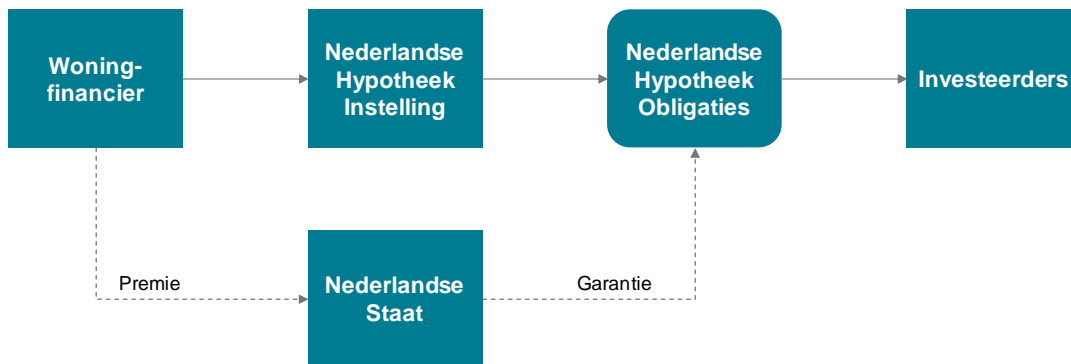 Woning-
financier
Nederlandse
Hypotheek
Instelling
Nederlandse
Hypotheek
Obligaties
Investeerders
Premie
Nederlandse
Staat
Garantie